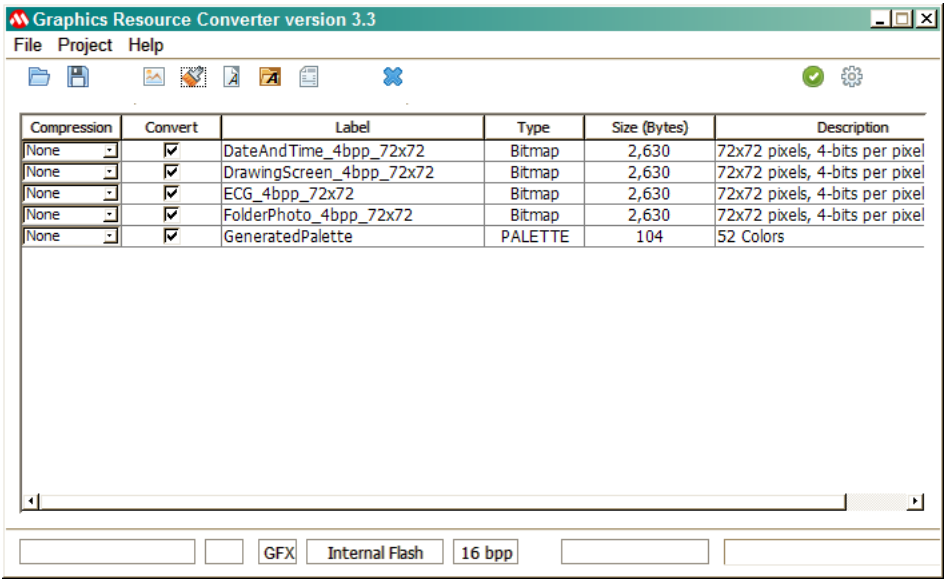 Graphics Resource Converter version 3.3
File Project Help
Compression Convert Label Type Size (Bytes) Description
None DateAndTime_4bpp_72x72 Bitmap 2,630 72x72 pixels, 4-bits per pixel
None DrawingScreen_4bpp_72x72 Bitmap 2,630 72x72 pixels, 4-bits per pixel
None ECG_4bpp_72x72 Bitmap 2,630 72x72 pixels, 4-bits per pixel
None FolderPhoto_4bpp_72x72 Bitmap 2,630 72x72 pixels, 4-bits per pixel
None GeneratedPalette PALETTE 104 52 Colors
GFX Internal Flash 16 bpp